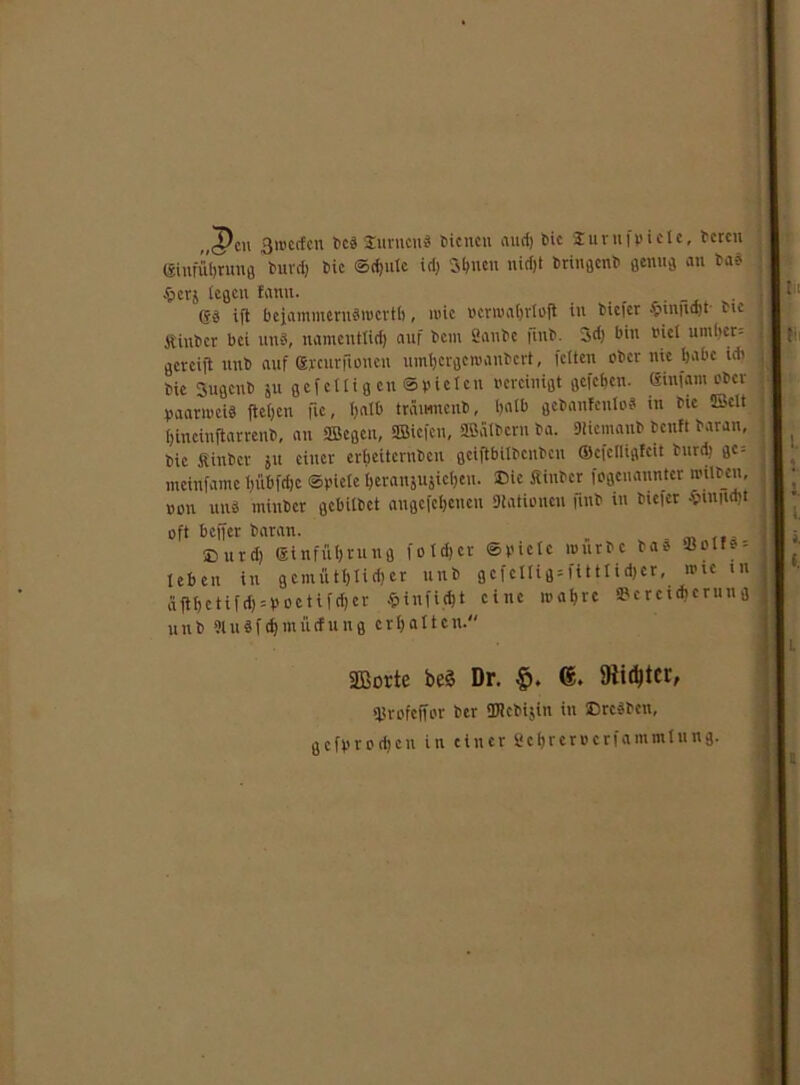 „Den Zwecken des Turnens dienen auch die Turnspiele, deren
Einführung durch die Schule ich Ihnen nicht dringend genug an das
Herz legen kann.
Es ist bejammernswerth, wie verwahrlost in dieser Hinsicht die
Kinder bei uns, namentlich auf dem Lande sind. Ich bin viel umher-
gereist und auf Excursionen umhergewandert, selten oder nie habe ich
die Jugend zu geselligen Spielen vereinigt gesehen. Einsam oder
paarweis stehen sie, halb träumend, halb gedankenlos in die Welt
hineinstarrend, an Wegen, Wiesen, Wäldern da. Niemand denkt daran,
die Kinder zu einer erheiternden geistbildenden Geselligkeit durch ge-
meinsame hübsche Spiele heranzuziehen. Die Kinder sogenannter wilden,
von uns minder gebildet angesehenen Nationen sind in dieser Hinsicht
oft besser daran.
Durch Einführung solcher Spiele würde das Volks-
leben in gemüthlicher und gesellig-sittlicher, wie in
ästhetisch-poetischer Hinsicht eine wahre Bereicherung
und Ausschmückung erhalten."
Worte des Dr. H. E. Richter,
Professor der Medizin in Dresden,
gesprochen in einer Lehrerversammlung.